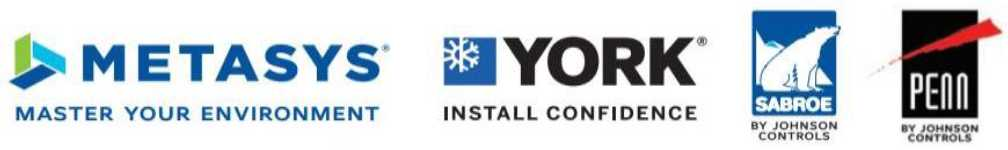 METASYS®
MASTER YOUR ENVIRONMENT
YORK®
INSTALL CONFIDENCE
SABROE
BY JOHNSON
CONTROLS
PENN
BY JOHNSON
CONTROLS